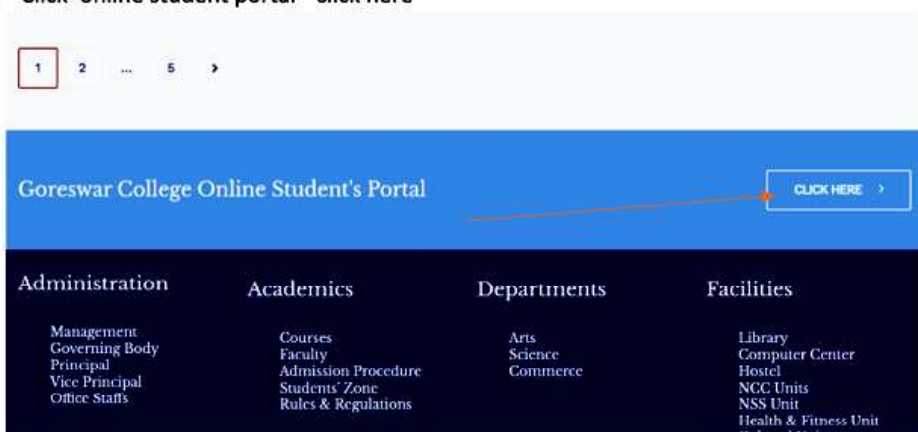 Click "Online student portal" click here
1 2 ... 5 >
Goreswar College Online Student's Portal
CLICK HERE >
Administration
Management
Governing Body
Principal
Vice Principal
Office Staffs
Academics
Courses
Faculty
Admission Procedure
Students' Zone
Rules & Regulations
Departments
Arts
Science
Commerce
Facilities
Library
Computer Center
Hostel
NCC Units
NSS Unit
Health & Fitness Unit